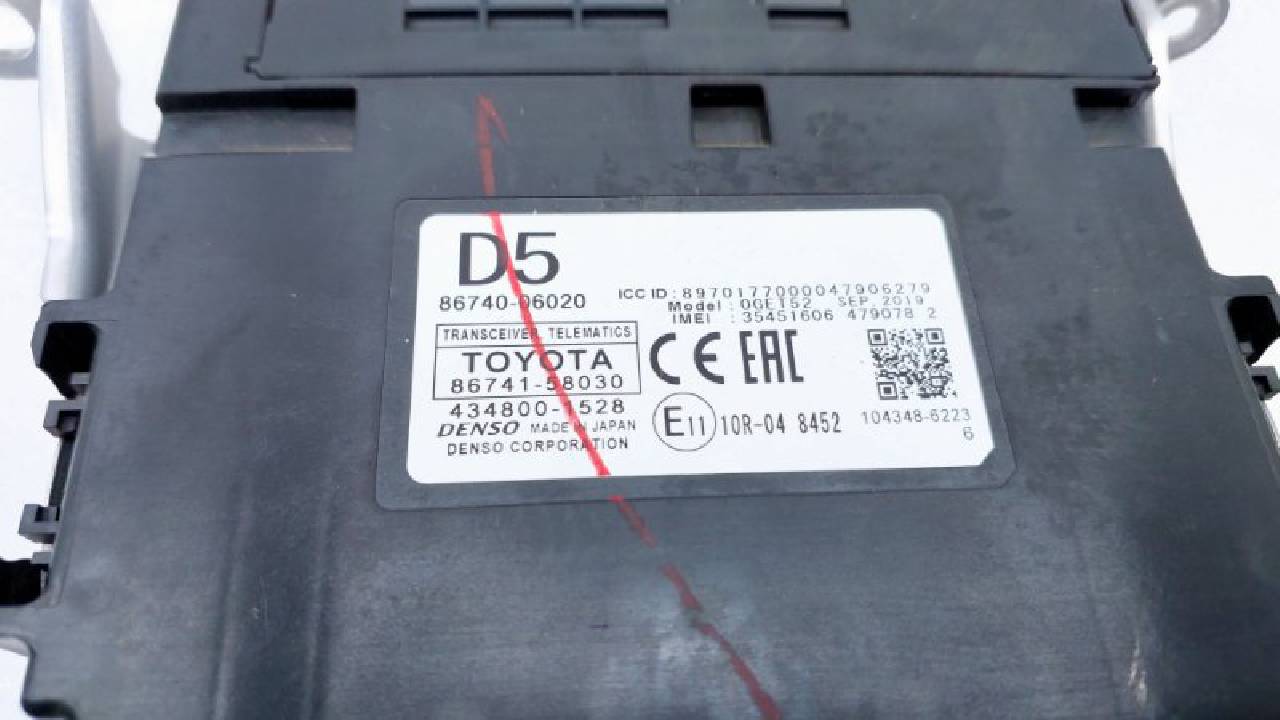 D5
86740-06020
ICC ID : 8970177000047906279
Model : 0GET52 SEP. 2019
IMEI : 35451606 479078 2
TRANSCEIVER, TELEMATICS
TOYOTA
86741-58030
434800-1528
DENSO MADE IN JAPAN
DENSO CORPORATION
CE EAC
E11 10R-04 8452
104348-6223
6